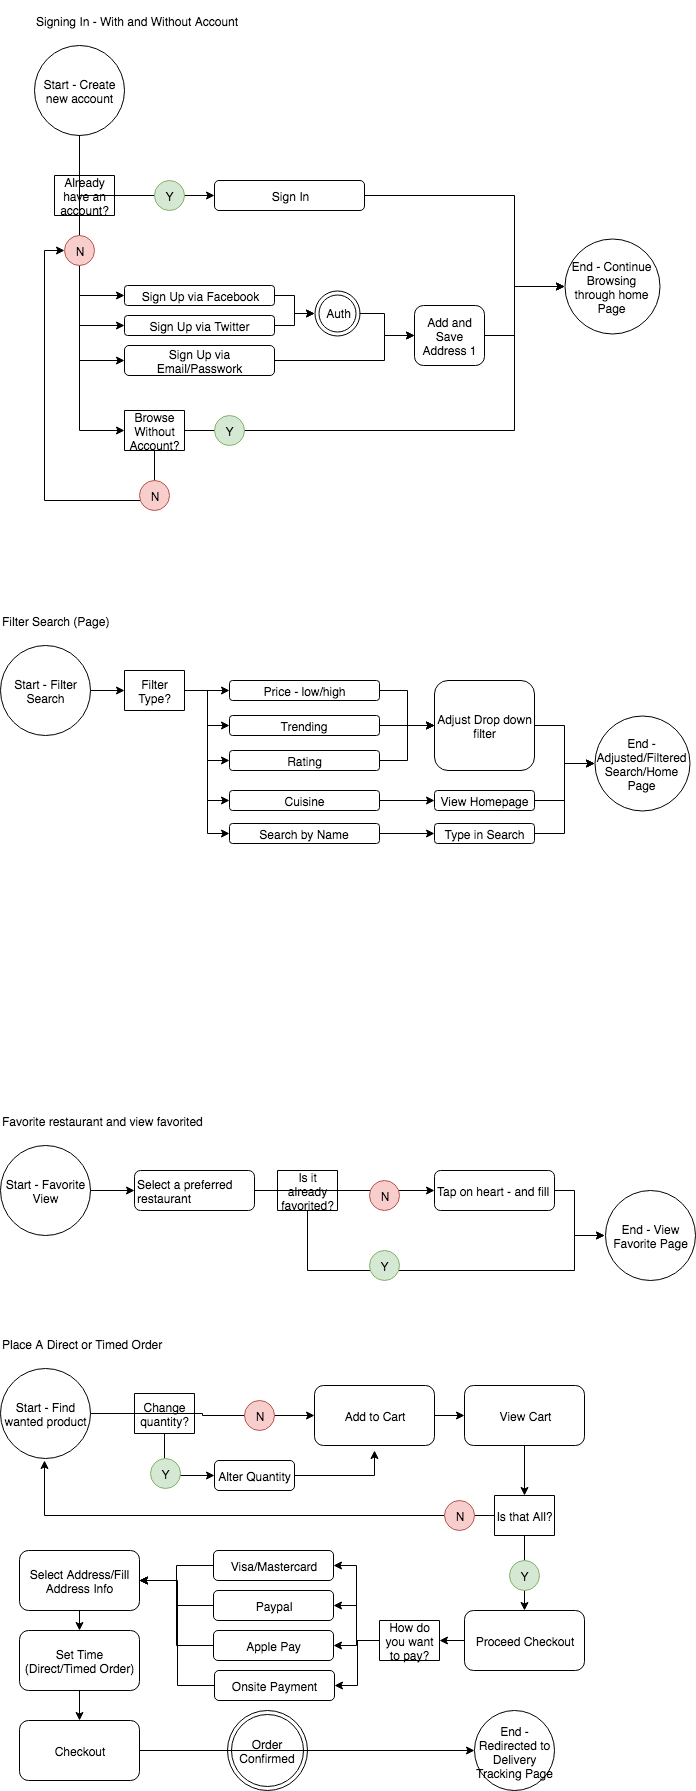 Signing In - With and Without Account
Start - Create
new account
Already
have an
account?
Y
Sign In
N
End - Continue
Browsing
through home
Page
Sign Up via Facebook
Auth
Sign Up via Twitter
Add and
Save
Address 1
Sign Up via
Email/Passwork
Browse
Without
Account?
Y
N
Filter Search (Page)
Start - Filter
Search
Filter
Type?
Price - low/high
Trending
Rating
Adjust Drop down
filter
Cuisine
View Homepage
Search by Name
Type in Search
End -
Adjusted/Filtered
Search/Home
Page
Favorite restaurant and view favorited
Start - Favorite
View
Select a preferred
restaurant
Is it
already
favorited?
N
Tap on heart - and fill
Y
End - View
Favorite Page
Place A Direct or Timed Order
Start - Find
wanted product
Change
quantity?
N
Add to Cart
View Cart
Y
Alter Quantity
Is that All?
N
Y
Proceed Checkout
How do
you want
to pay?
Visa/Mastercard
Paypal
Apple Pay
Onsite Payment
Select Address/Fill
Address Info
Set Time
(Direct/Timed Order)
Checkout
Order
Confirmed
End -
Redirected to
Delivery
Tracking Page